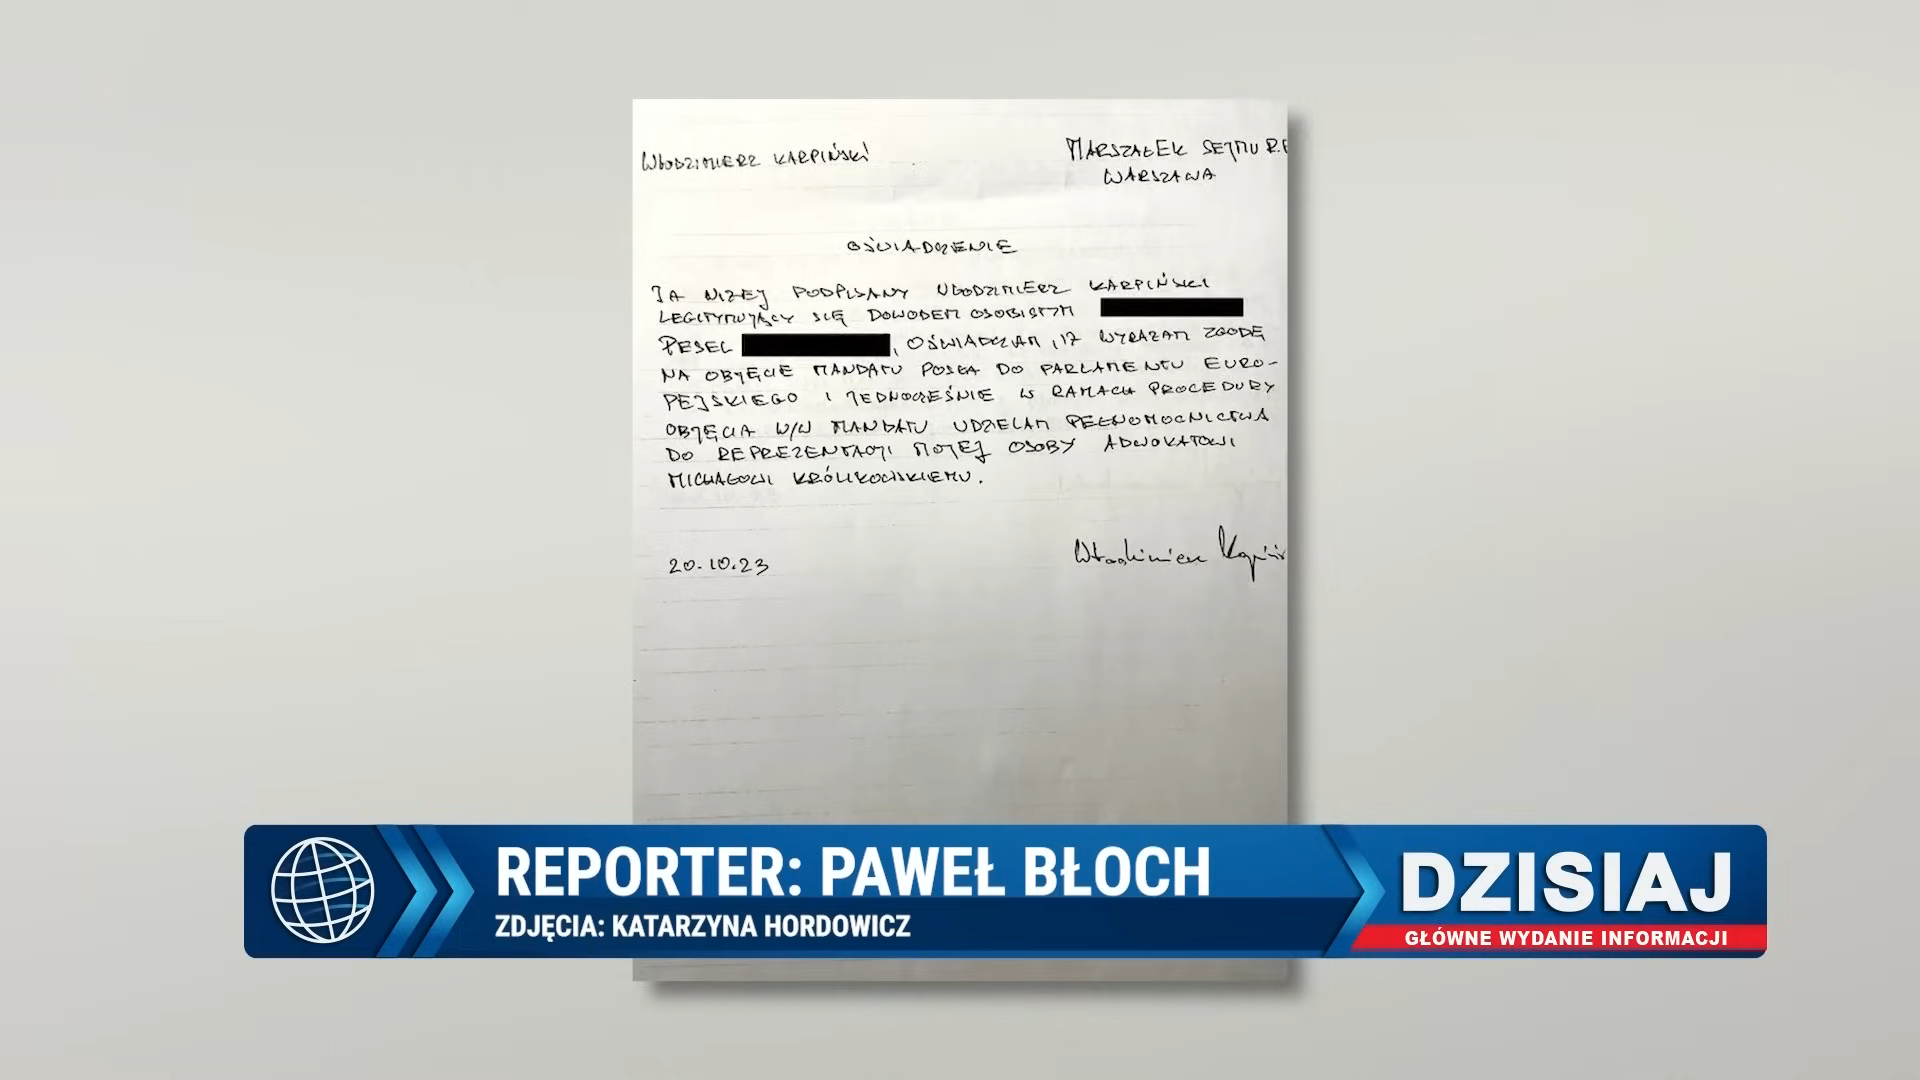 WŁODZIMIERZ KARPIŃSKI
MARSZAŁEK SEJMU R.P
WARSZAWA
OŚWIADZENIE
JA NIŻEJ PODPISANY WŁODZIMIERZ KARPIŃSKI
LEGITYMUJĄCY SIĘ DOWODEM OSOBISTYM
PESEL , OŚWIADCZAM, IŻ WYRAŻAM ZGODĘ
NA OBJĘCIE MANDATU POSŁA DO PARLAMENTU EURO-
PEJSKIEGO I JEDNOCZEŚNIE W RAMACH PROCEDURY
OBJĘCIA W/W MANDATU UDZIELAM PEŁNOMOCNICTWA
DO REPREZENTACJI MOJEJ OSOBY ADWOKATOWI
MICHAŁOWI KRÓLIKOWSKIEMU.
20.10.23
Włodzimierz
REPORTER: PAWEŁ BŁOCH
ZDJĘCIA: KATARZYNA HORDOWICZ
DZISIAJ
GŁÓWNE WYDANIE INFORMACJI